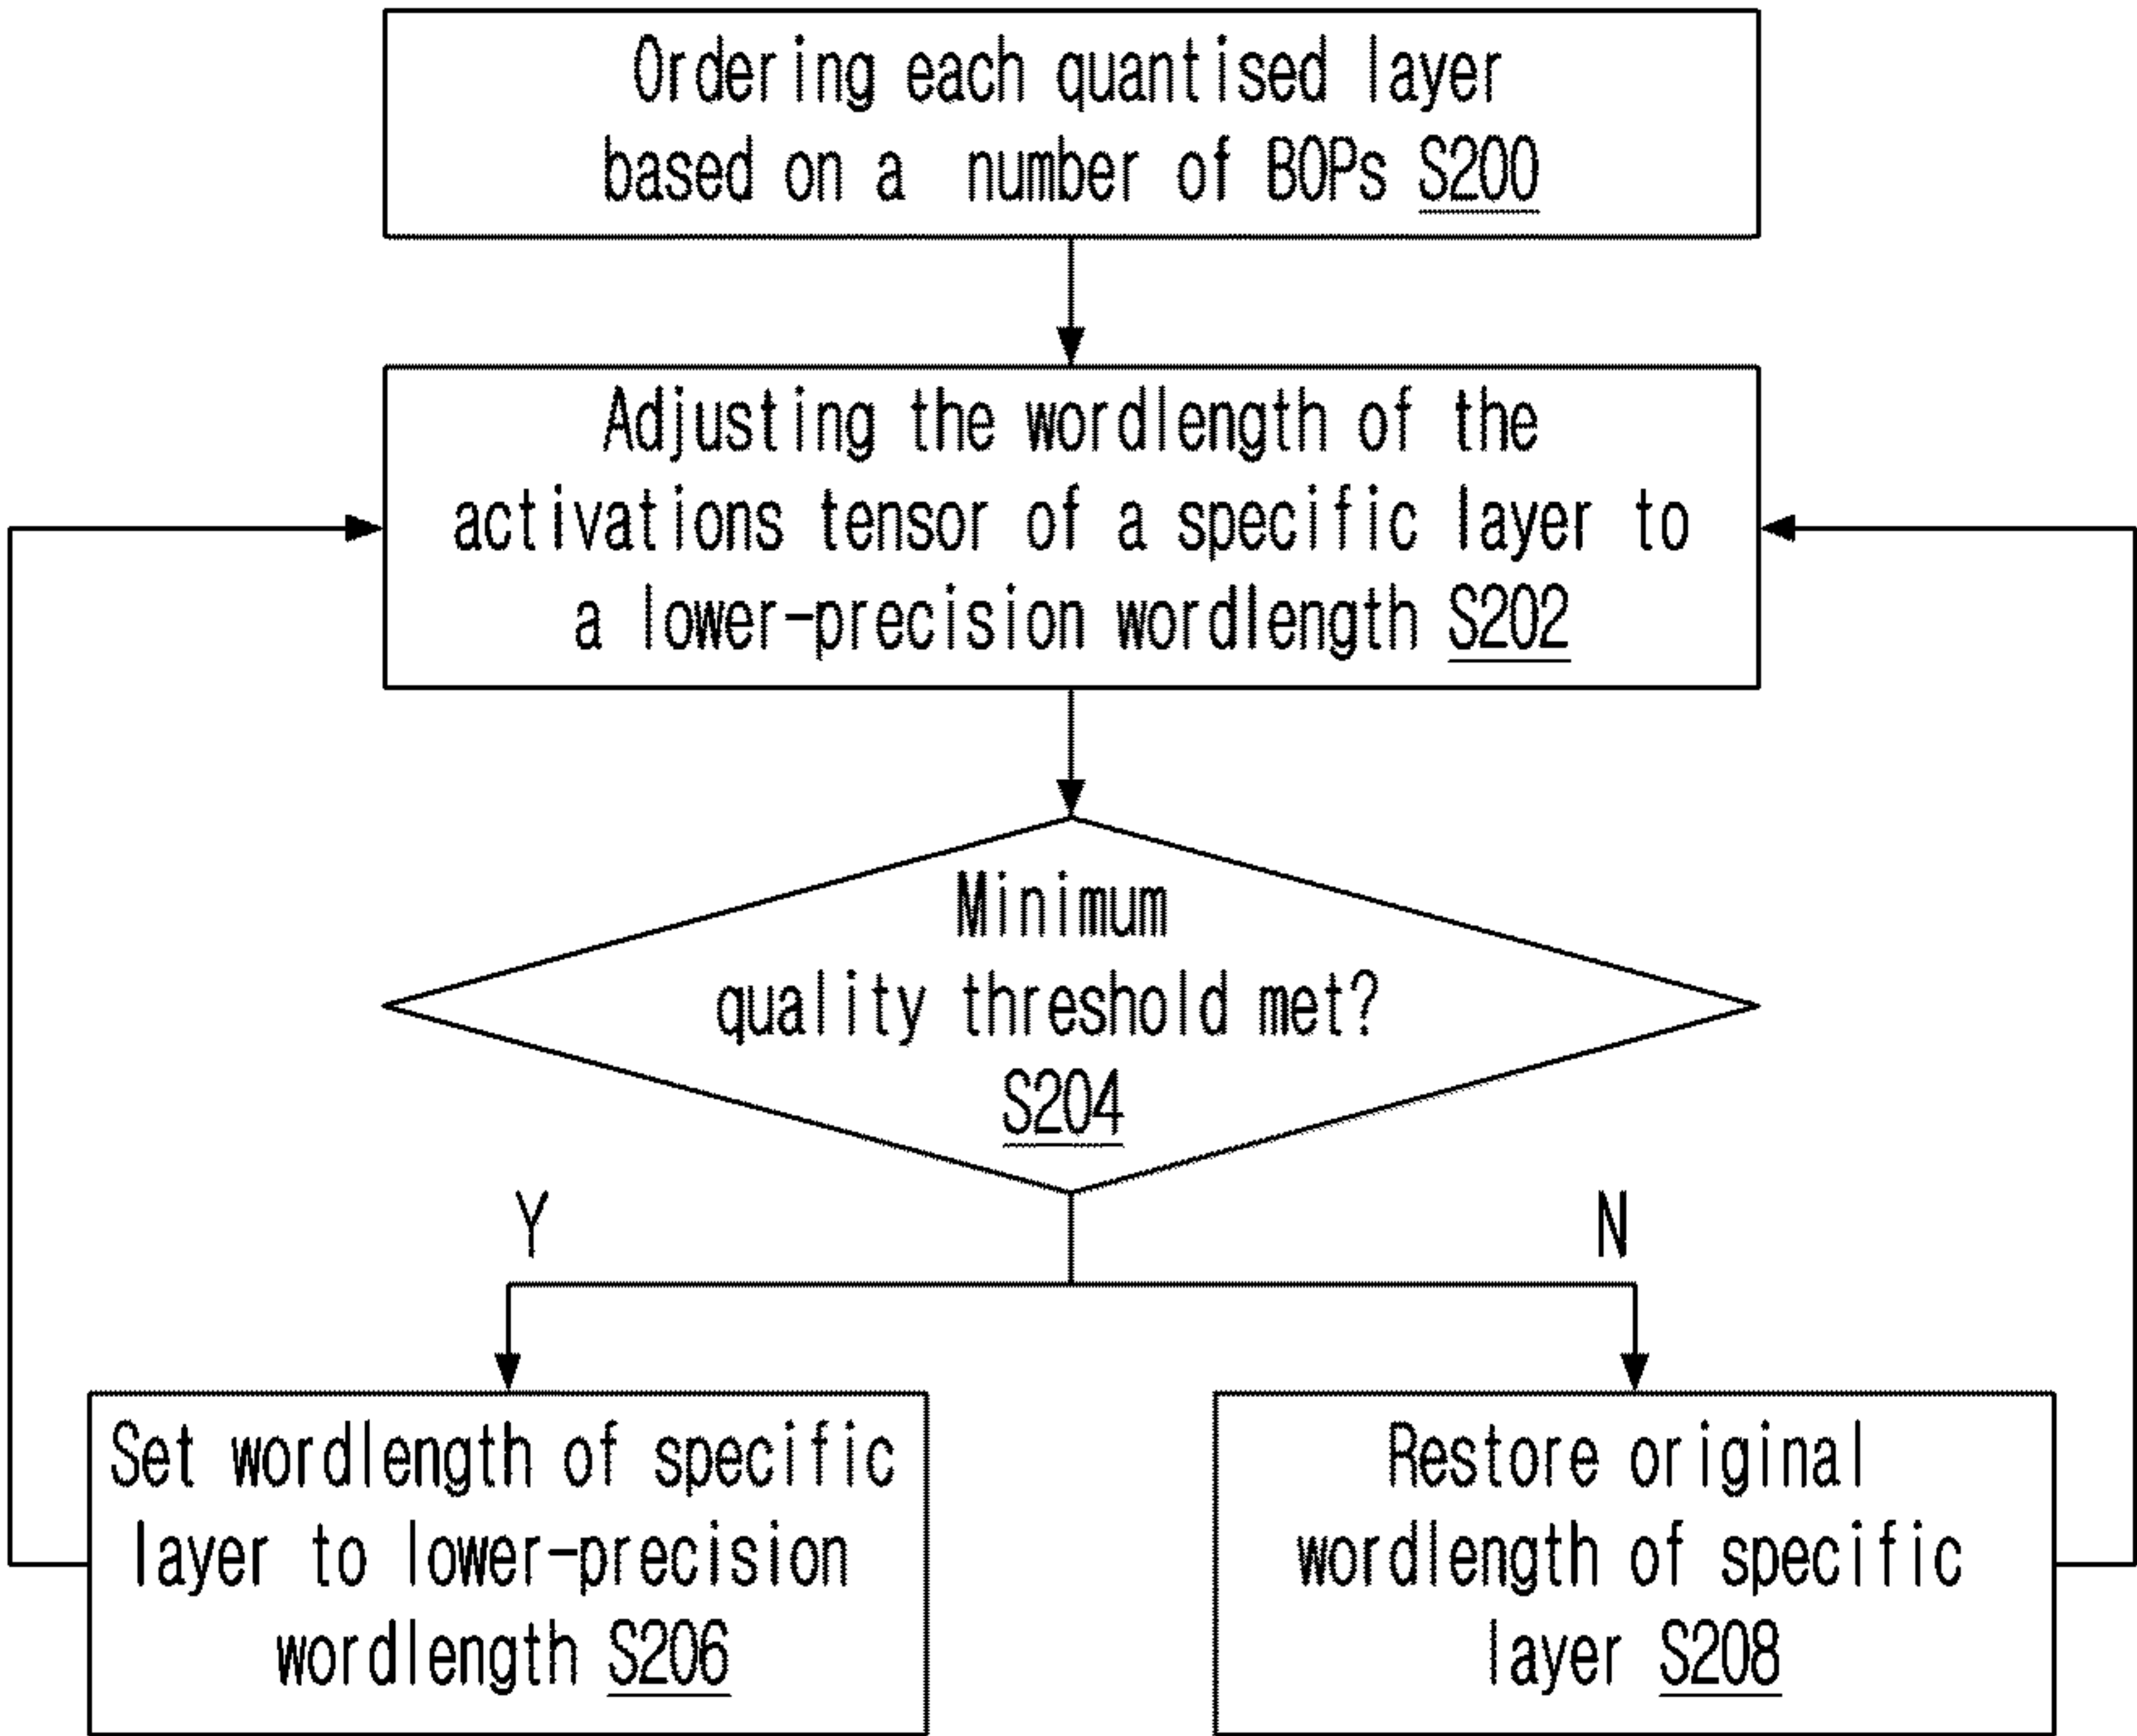 Ordering each quantised layer
based on a number of BOPs S200
Adjusting the wordlength of the
activations tensor of a specific layer to
a lower-precision wordlength S202
Minimum
quality threshold met?
S204
Y
N
Set wordlength of specific
layer to lower-precision
wordlength S206
Restore original
wordlength of specific
layer S208